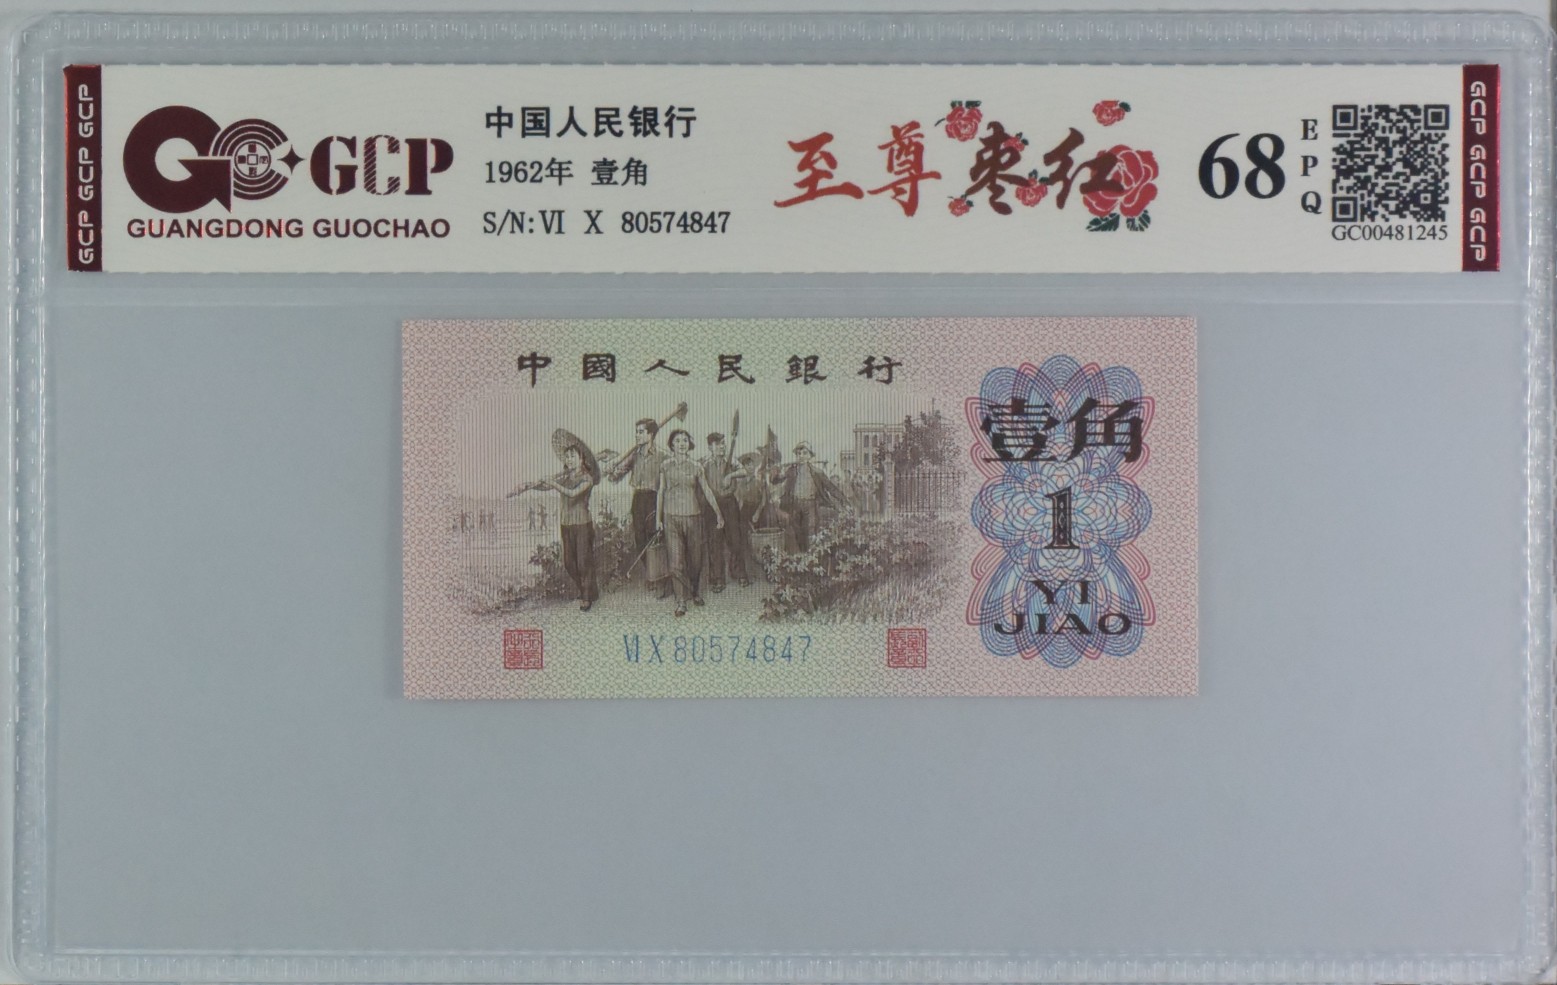 GCP GCP GCP
GCP
GUANGDONG GUOCHAO
中国人民银行
1962年 壹角
S/N:VI X 80574847
至尊枣红
68
EPQ
GC00481245
GCP GCP GCP
中國人民銀行
壹角
1
YI
JIAO
VI X 80574847